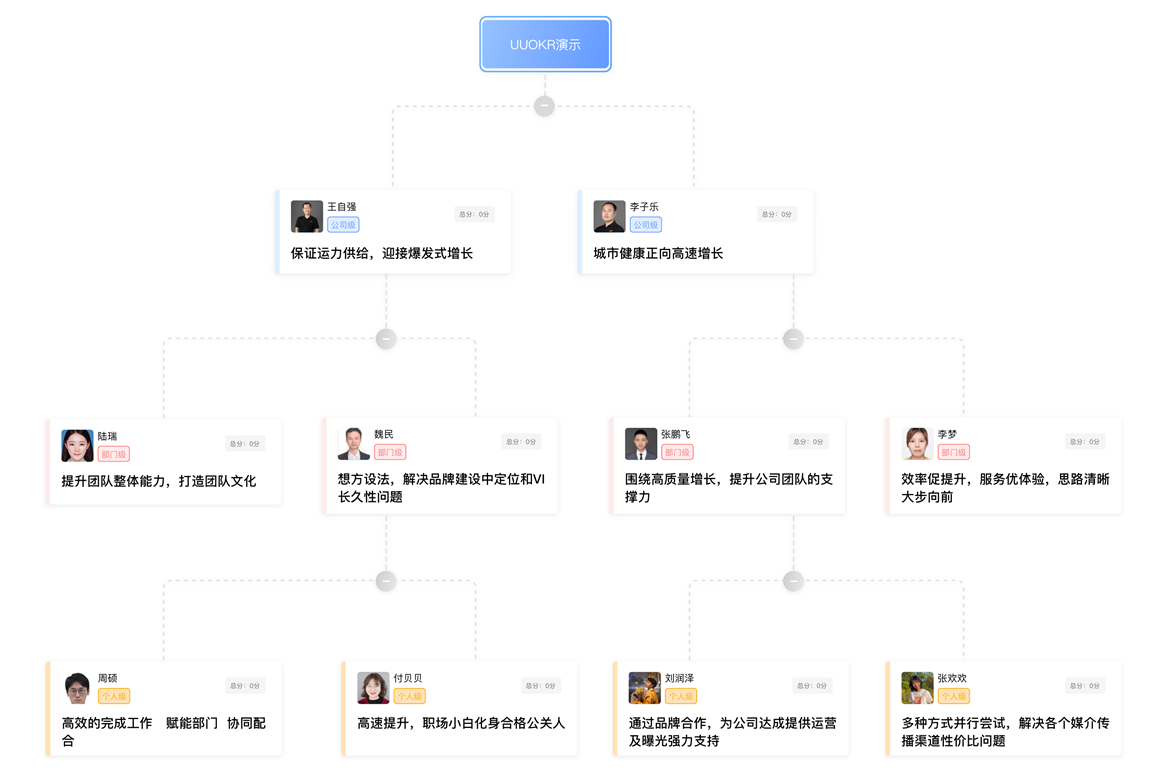 UUOKR演示
王自强
公司级
总分：0分
保证运力供给，迎接爆发式增长
李子乐
公司级
总分：0分
城市健康正向高速增长
陆瑞
部门级
总分：0分
提升团队整体能力，打造团队文化
魏民
部门级
总分：0分
想方设法，解决品牌建设中定位和VI
长久性问题
张鹏飞
部门级
总分：0分
围绕高质量增长，提升公司团队的支
撑力
李梦
部门级
总分：0分
效率促提升，服务优体验，思路清晰
大步向前
周硕
个人级
总分：0分
高效的完成工作　赋能部门　协同配
合
付贝贝
个人级
总分：0分
高速提升，职场小白化身合格公关人
刘润泽
个人级
总分：0分
通过品牌合作，为公司达成提供运营
及曝光强力支持
张欢欢
个人级
总分：0分
多种方式并行尝试，解决各个媒介传
播渠道性价比问题